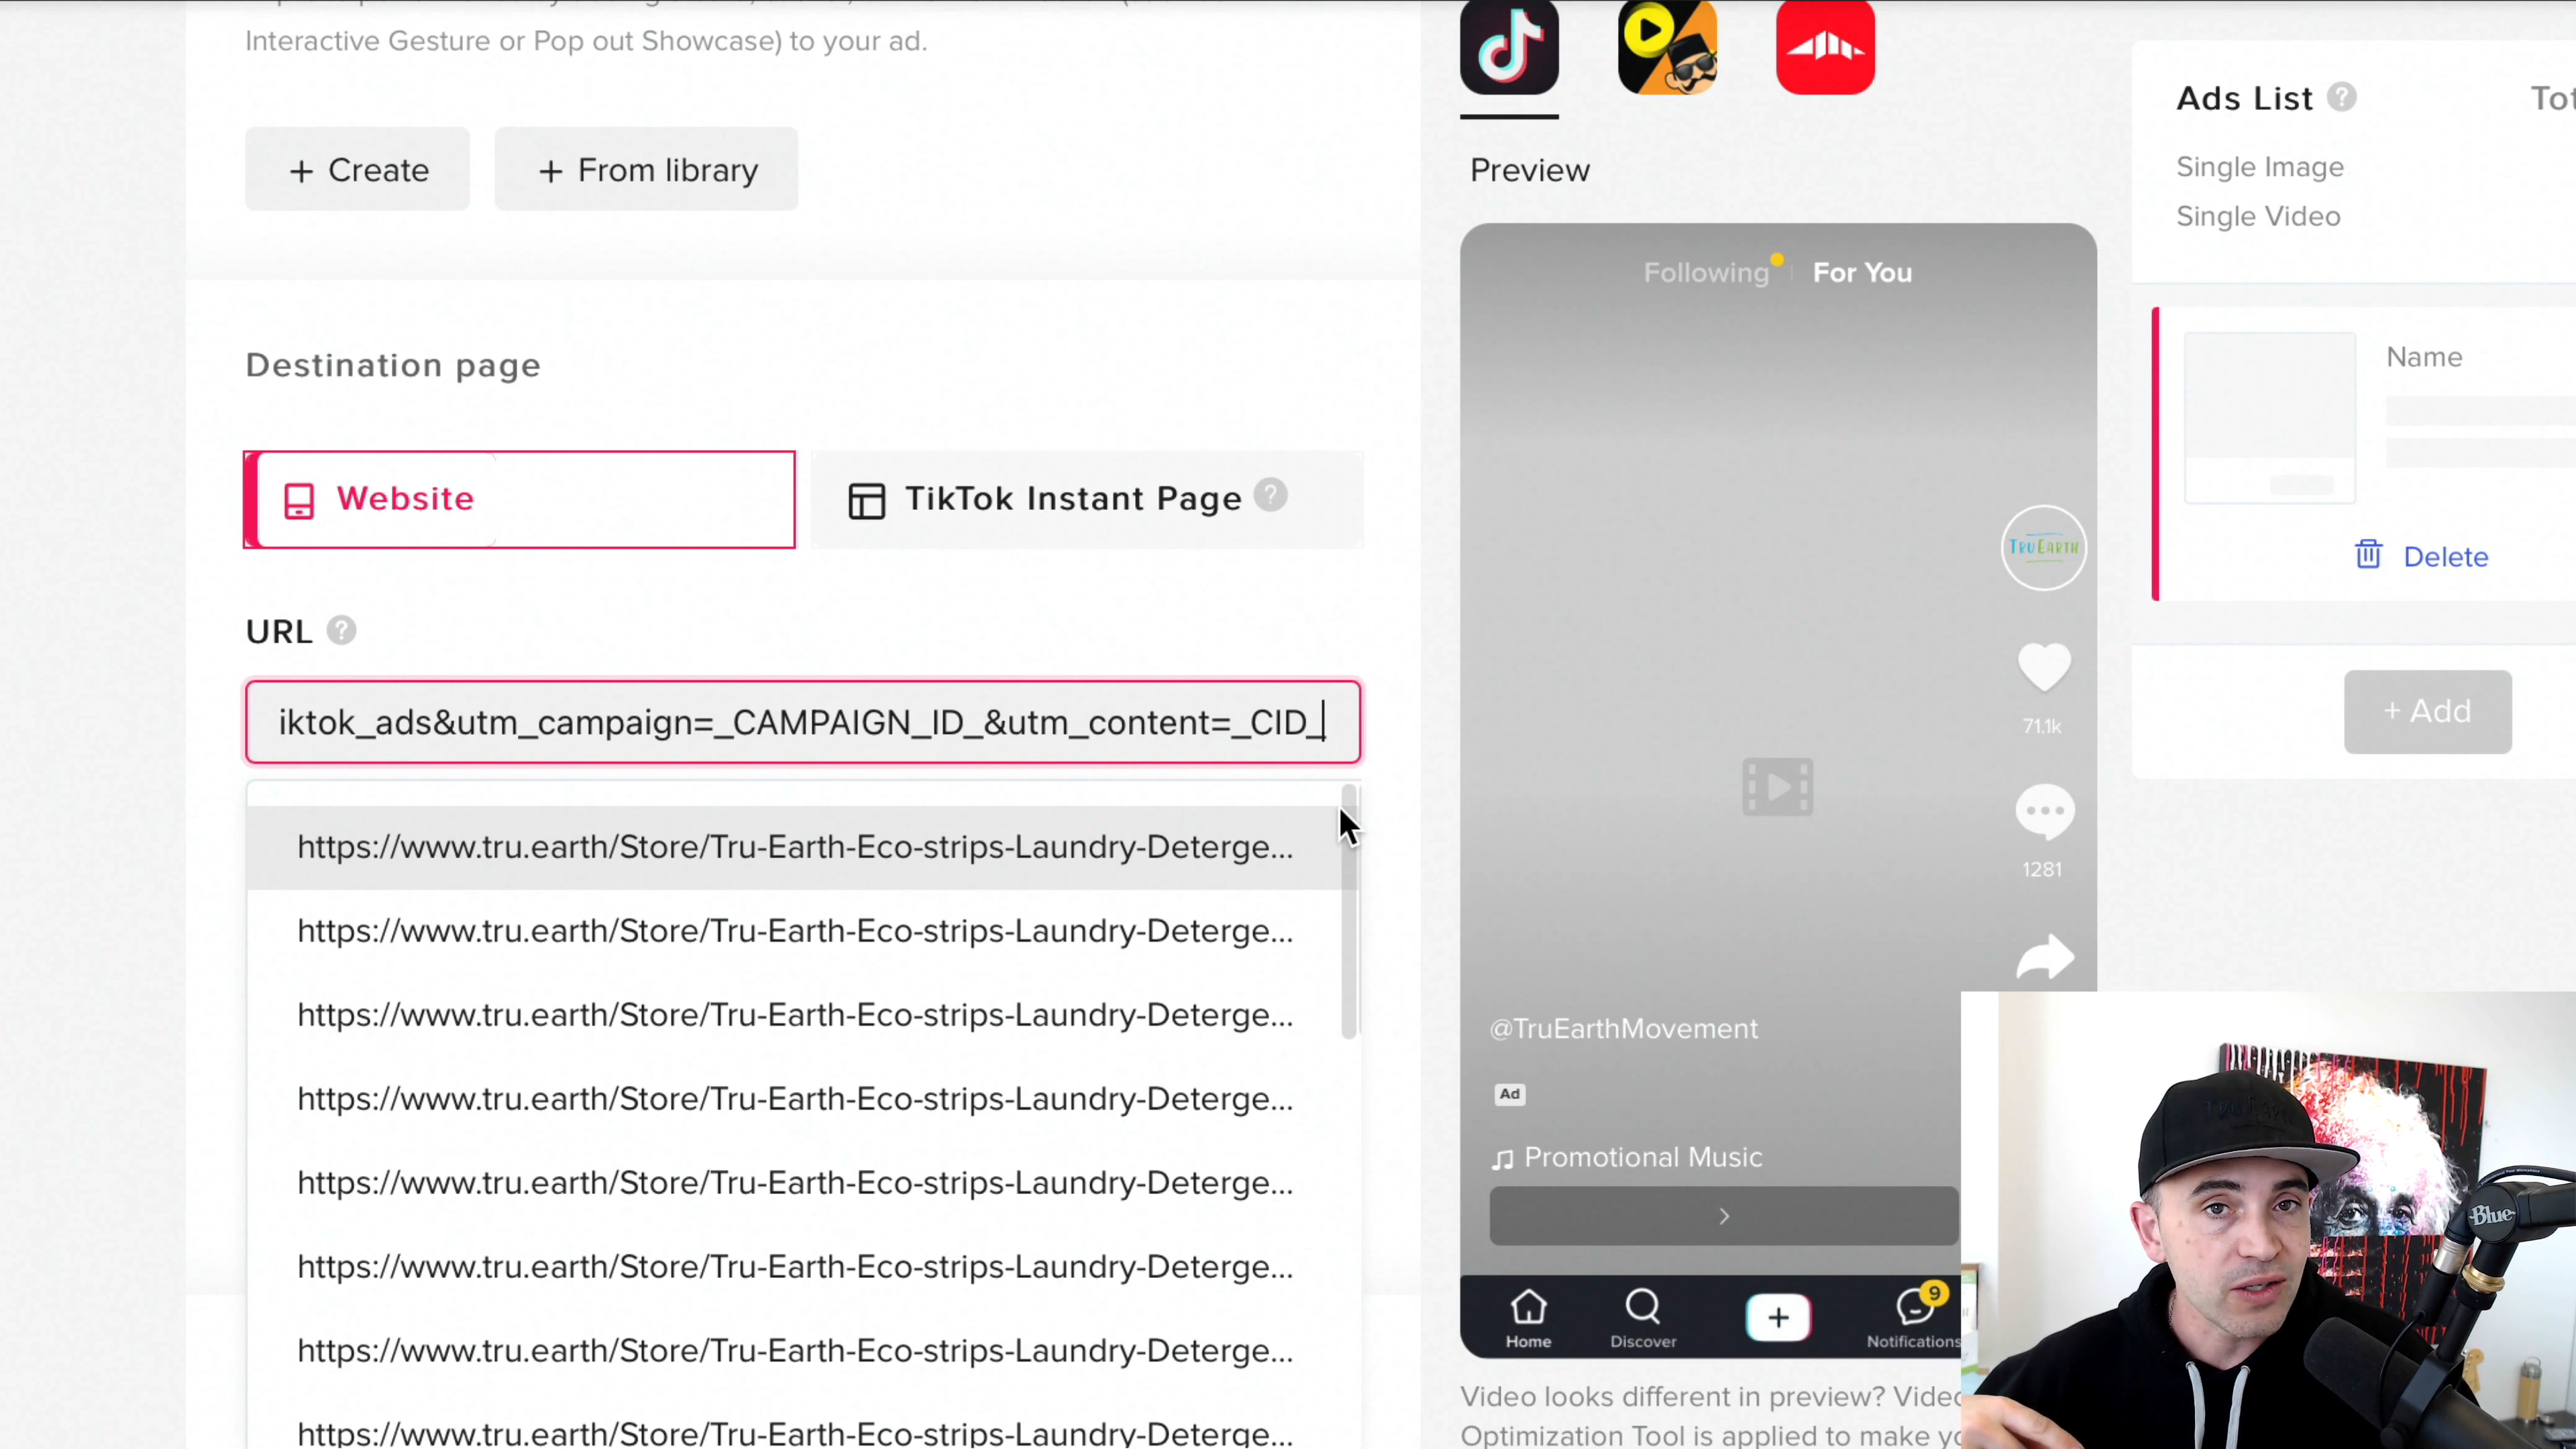 Interactive Gesture or Pop out Showcase) to your ad.
+ Create
+ From library
Destination page
Website
TikTok Instant Page ?
URL ?
iktok_ads&utm_campaign=_CAMPAIGN_ID_&utm_content=_CID_
https://www.tru.earth/Store/Tru-Earth-Eco-strips-Laundry-Deterge...
https://www.tru.earth/Store/Tru-Earth-Eco-strips-Laundry-Deterge...
https://www.tru.earth/Store/Tru-Earth-Eco-strips-Laundry-Deterge...
https://www.tru.earth/Store/Tru-Earth-Eco-strips-Laundry-Deterge...
https://www.tru.earth/Store/Tru-Earth-Eco-strips-Laundry-Deterge...
https://www.tru.earth/Store/Tru-Earth-Eco-strips-Laundry-Deterge...
https://www.tru.earth/Store/Tru-Earth-Eco-strips-Laundry-Deterge...
https://www.tru.earth/Store/Tru-Earth-Eco-strips-Laundry-Deterge...
Preview
Following
For You
TRU EARTH
71.1k
1281
@TruEarthMovement
Ad
Promotional Music
Home
Discover
9
Notifications
Video looks different in preview?
Optimization Tool is applied to make
Ads List ?
Single Image
Single Video
Name
Delete
+ Add
Blue